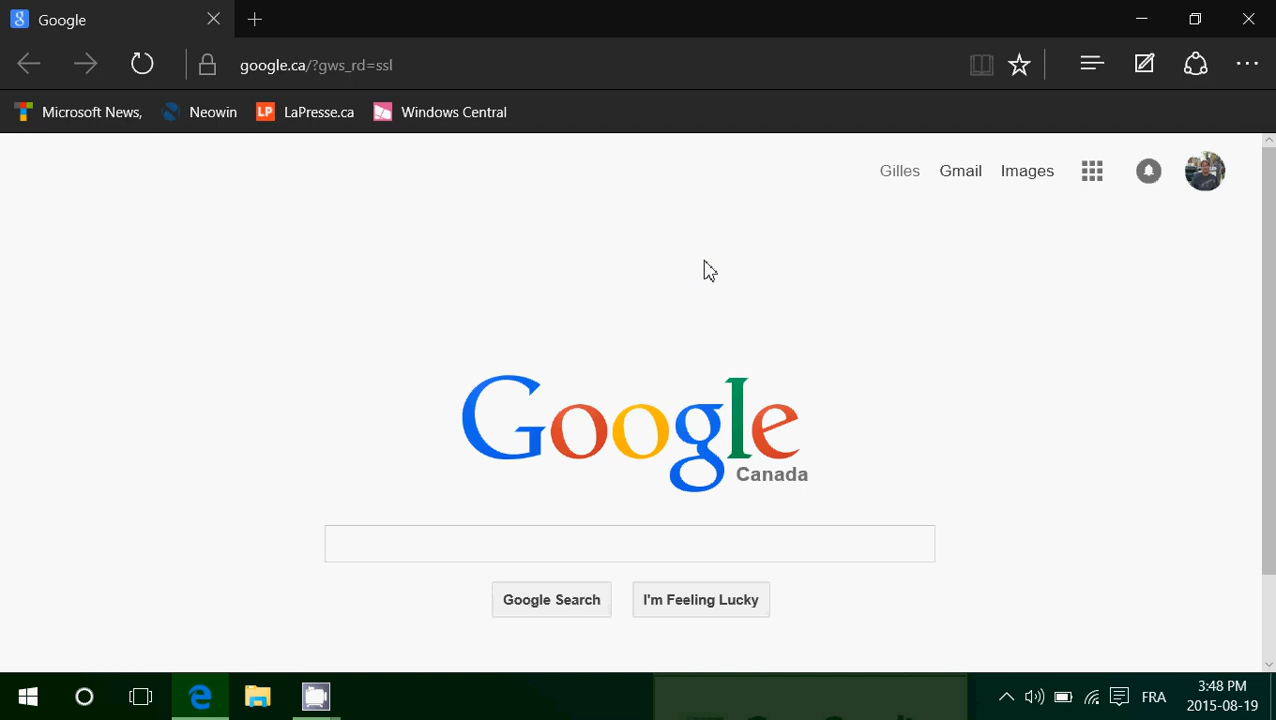 Google
google.ca/?gws_rd=ssl
Microsoft News, Neowin LP LaPresse.ca Windows Central
Gilles Gmail Images
Google
Canada
Google Search I'm Feeling Lucky
FRA
3:48 PM
2015-08-19